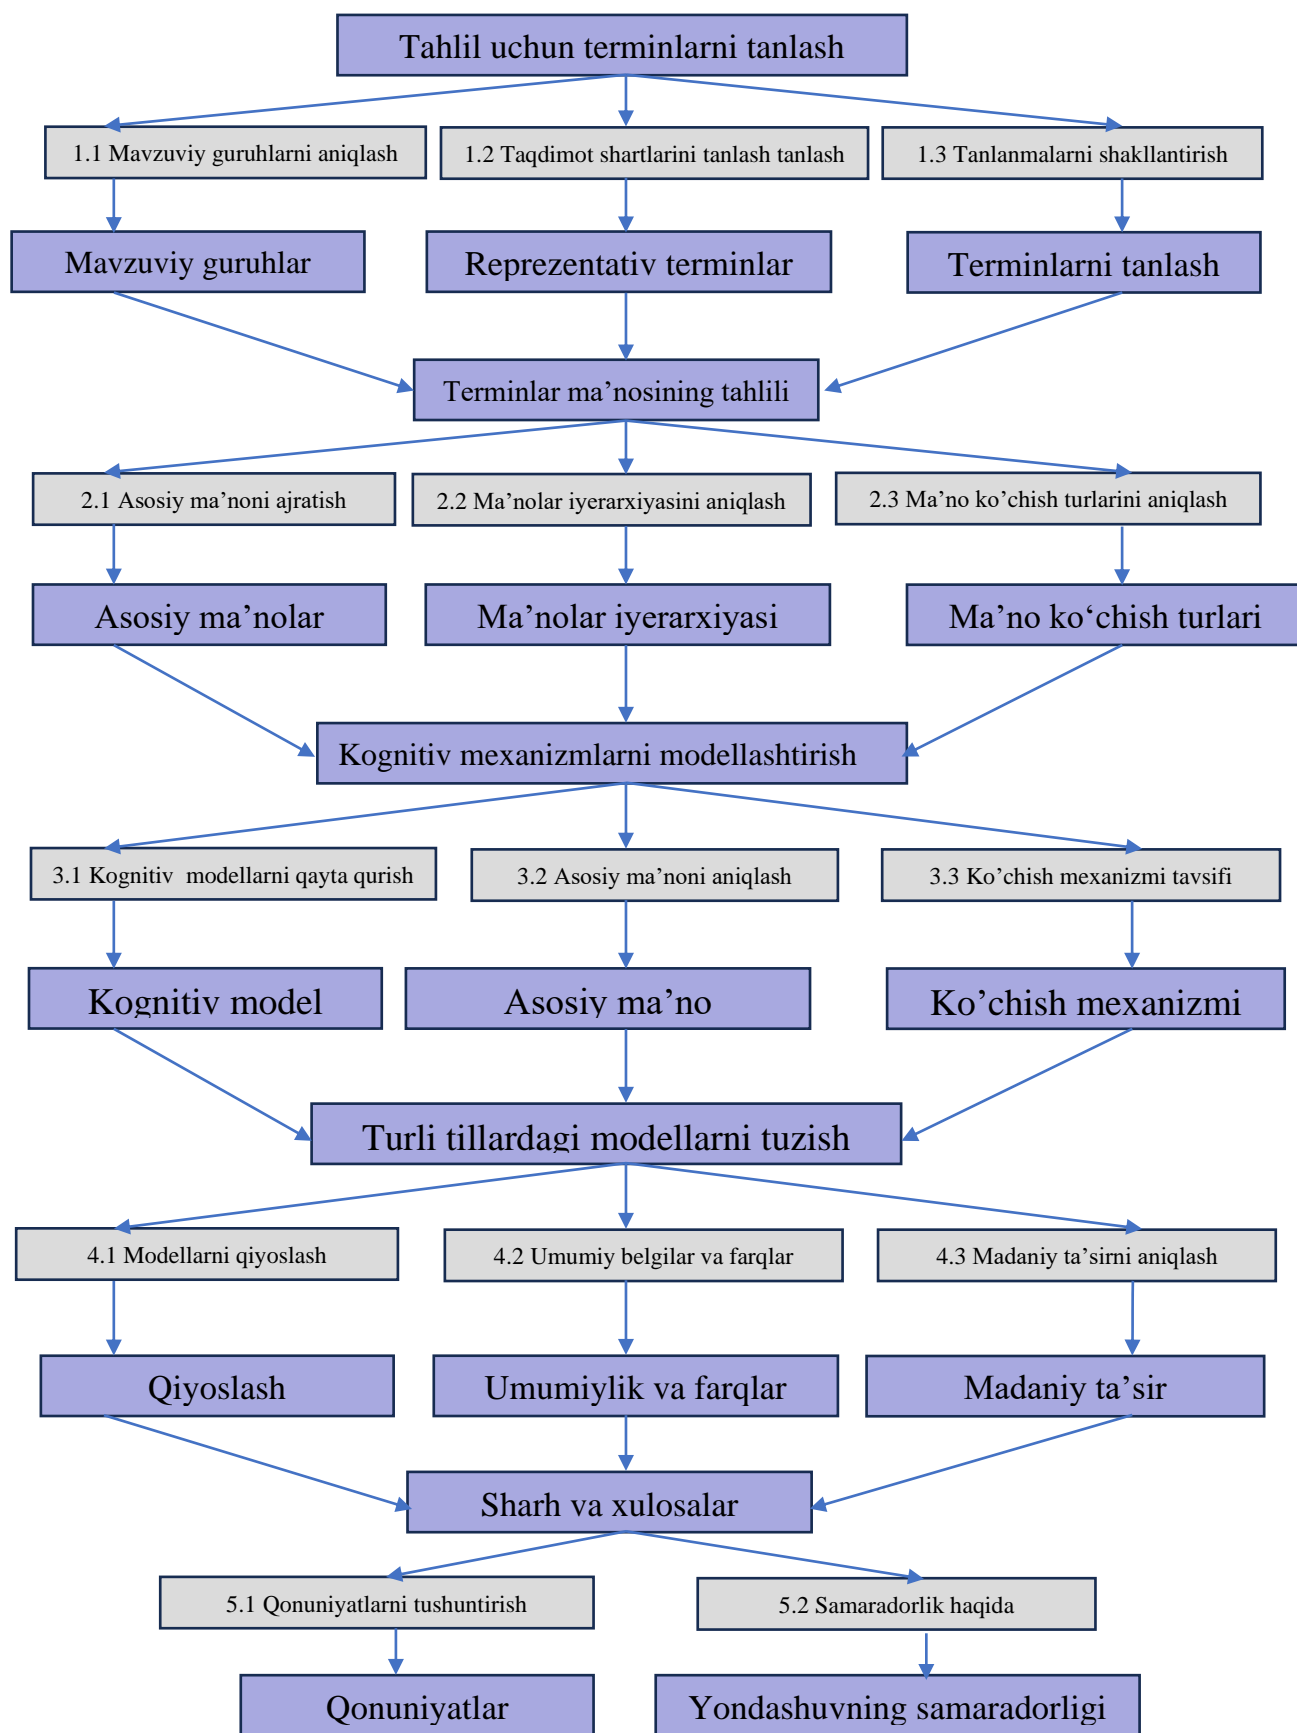 Tahlil uchun terminlarni tanlash
1.1 Mavzuviy guruhlarni aniqlash
1.2 Taqdimot shartlarini tanlash tanlash
1.3 Tanlanmalarni shakllantirish
Mavzuviy guruhlar
Reprezentativ terminlar
Terminlarni tanlash
Terminlar ma’nosining tahlili
2.1 Asosiy ma’noni ajratish
2.2 Ma’nolar iyerarxiyasini aniqlash
2.3 Ma’no ko’chish turlarini aniqlash
Asosiy ma’nolar
Ma’nolar iyerarxiyasi
Ma’no ko‘chish turlari
Kognitiv mexanizmlarni modellashtirish
3.1 Kognitiv modellarni qayta qurish
3.2 Asosiy ma’noni aniqlash
3.3 Ko’chish mexanizmi tavsifi
Kognitiv model
Asosiy ma’no
Ko’chish mexanizmi
Turli tillardagi modellarni tuzish
4.1 Modellarni qiyoslash
4.2 Umumiy belgilar va farqlar
4.3 Madaniy ta’sirni aniqlash
Qiyoslash
Umumiylik va farqlar
Madaniy ta’sir
Sharh va xulosalar
5.1 Qonuniyatlarni tushuntirish
5.2 Samaradorlik haqida
Qonuniyatlar
Yondashuvning samaradorligi